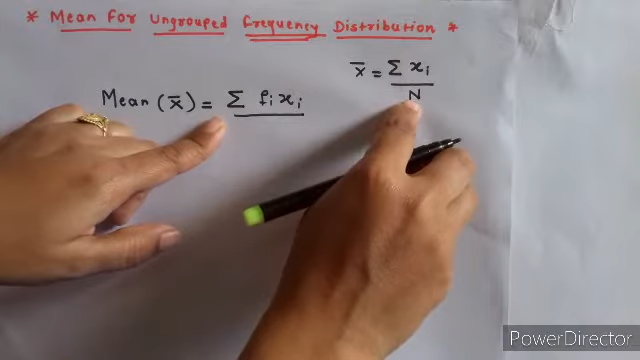 * Mean For Ungrouped Frequency Distribution *
x̄ = Σ xᵢ
N
Mean (x̄) = Σ fᵢ xᵢ
PowerDirector